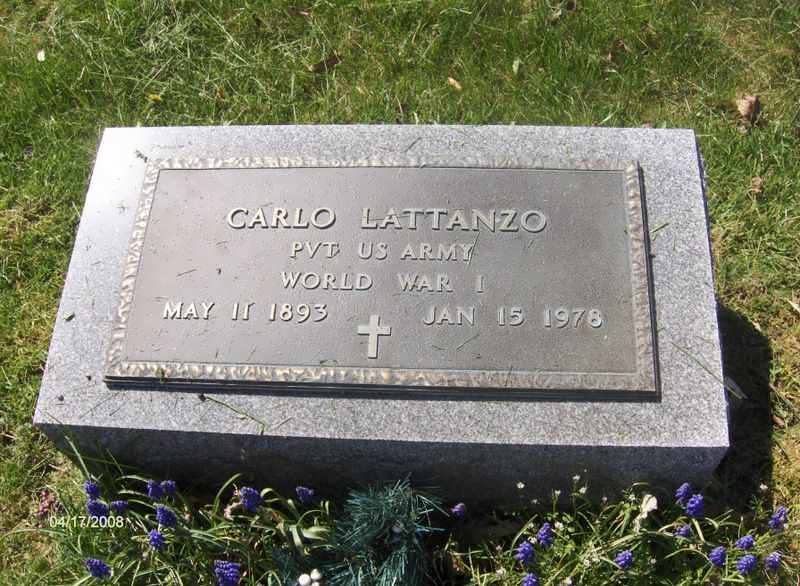 CARLO LATTANZO
PVT US ARMY
WORLD WAR I
MAY 11 1893 JAN 15 1978
04/17/2008